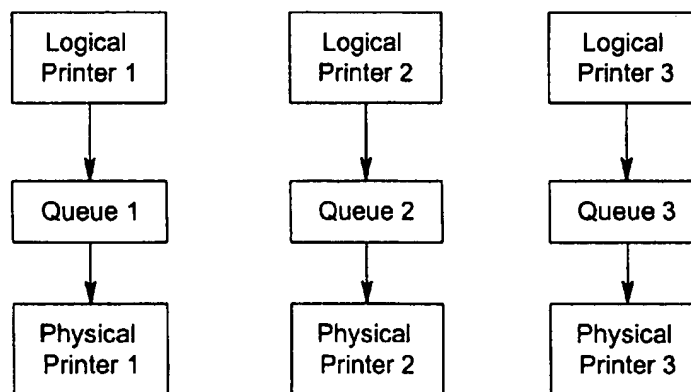 Logical
Printer 1
Logical
Printer 2
Logical
Printer 3
Queue 1
Queue 2
Queue 3
Physical
Printer 1
Physical
Printer 2
Physical
Printer 3